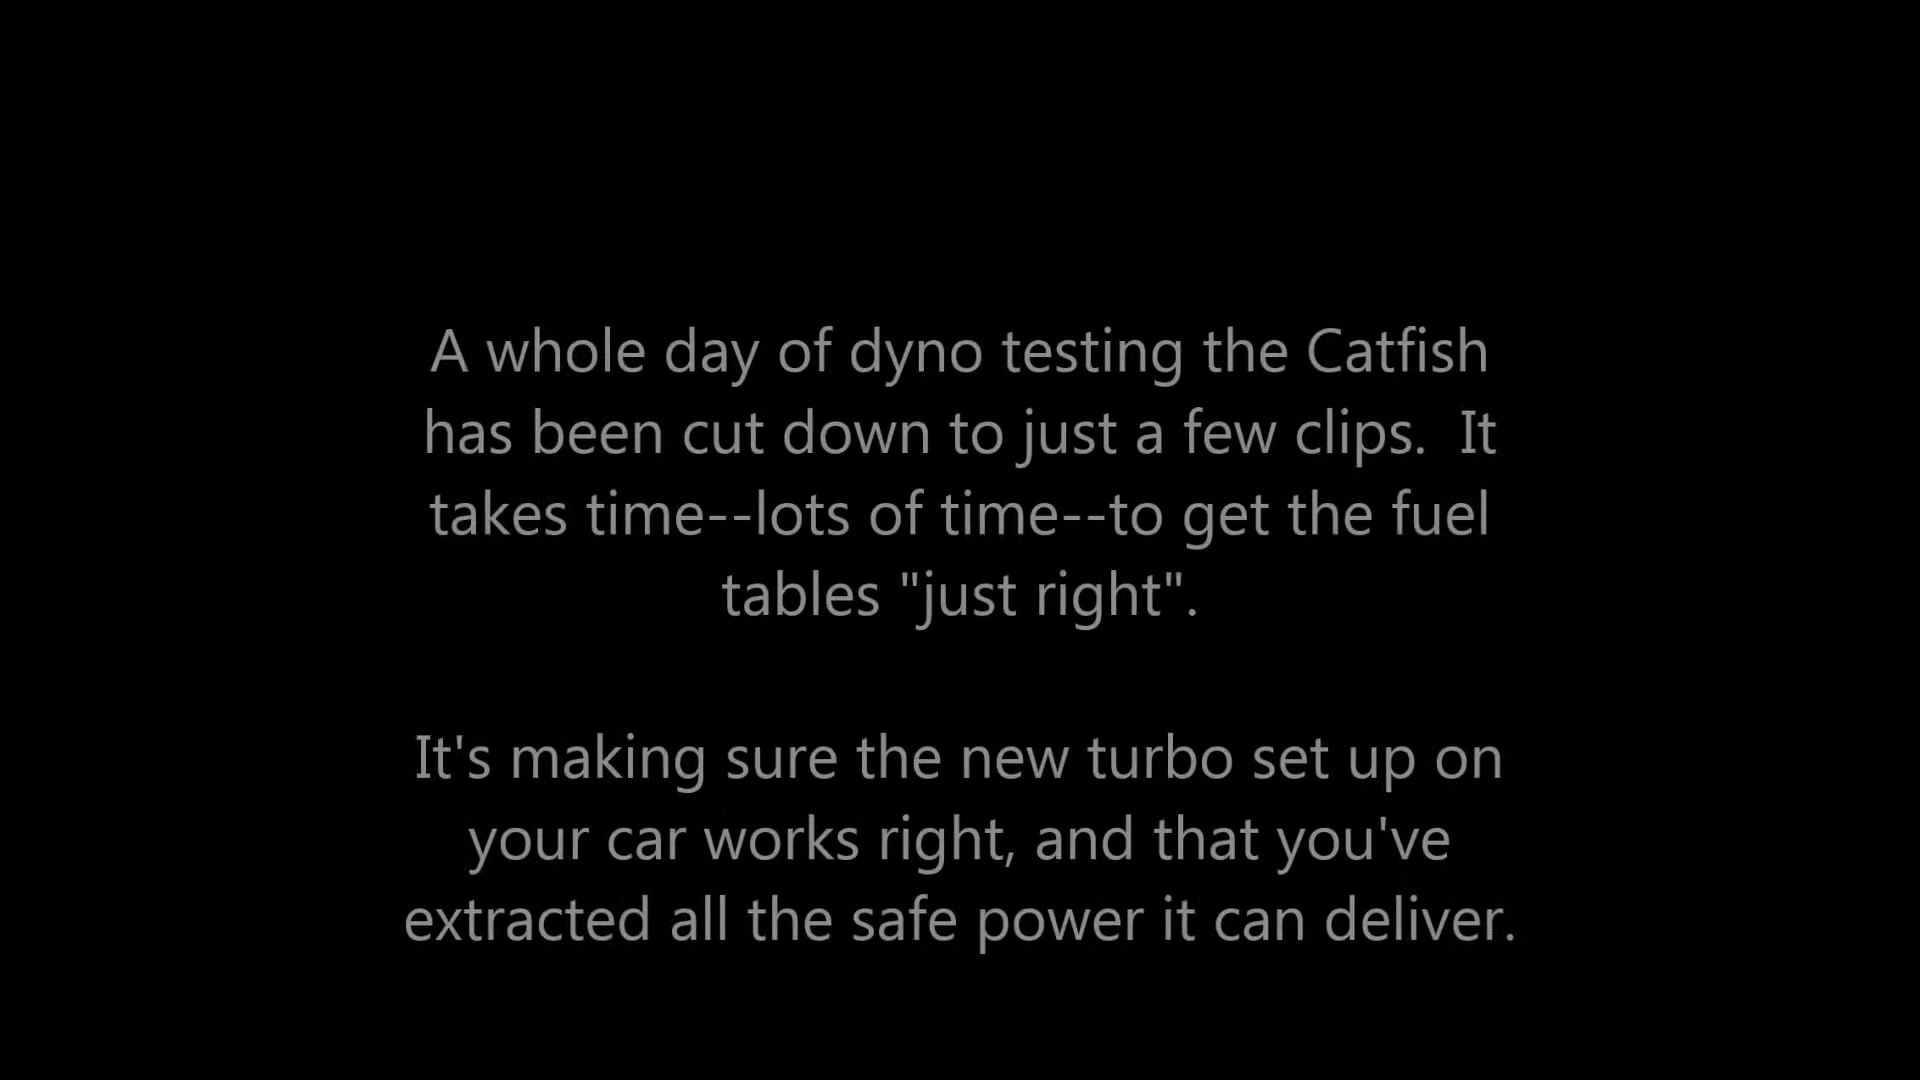 A whole day of dyno testing the Catfish
has been cut down to just a few clips.  It
takes time--lots of time--to get the fuel
tables "just right".
It's making sure the new turbo set up on
your car works right, and that you've
extracted all the safe power it can deliver.